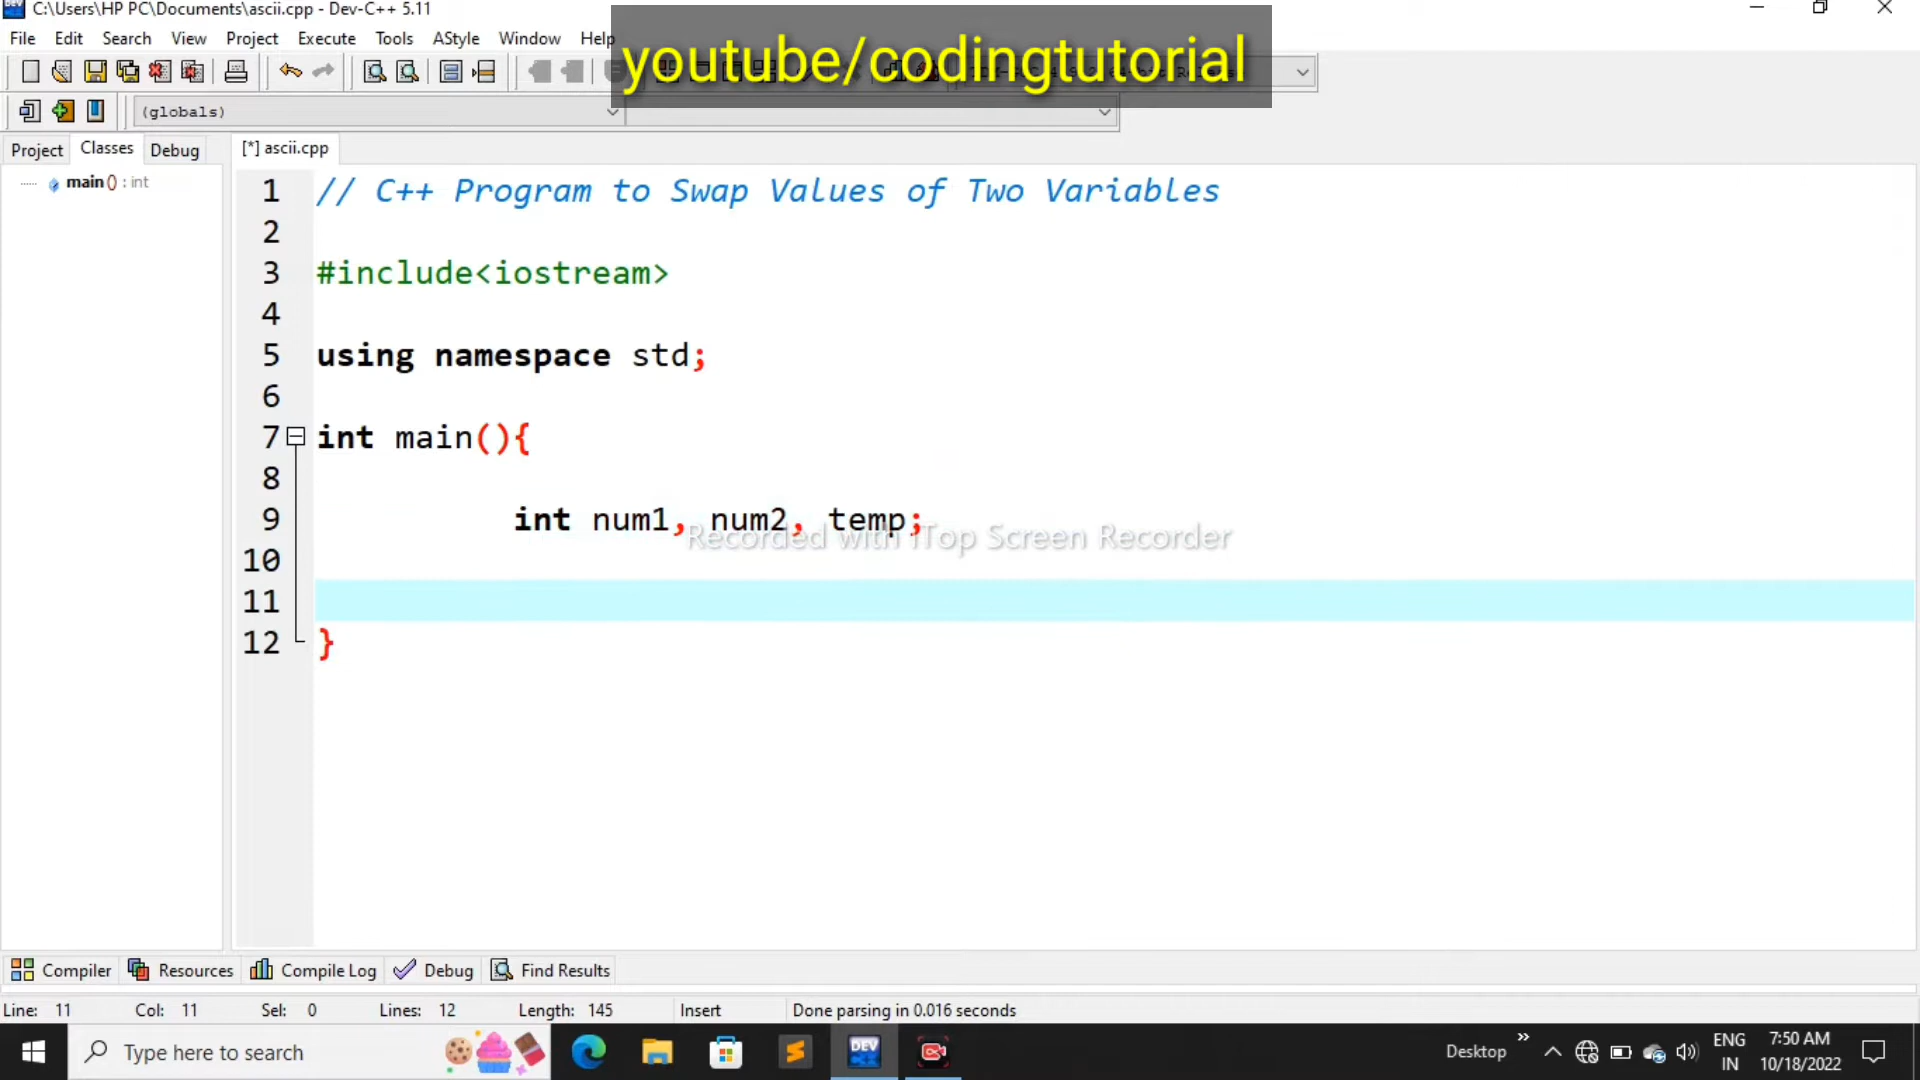 C:\Users\HP PC\Documents\ascii.cpp - Dev-C++ 5.11
File Edit Search View Project Execute Tools AStyle Window Help
youtube/codingtutorial
(globals)
Project Classes Debug
[*] ascii.cpp
main () : int
1 // C++ Program to Swap Values of Two Variables
2
3 #include<iostream>
4
5 using namespace std;
6
7 int main(){
8
9 int num1, num2, temp;
Recorded with iTop Screen Recorder
10
11
12 }
Compiler Resources Compile Log Debug Find Results
Line: 11 Col: 11 Sel: 0 Lines: 12 Length: 145 Insert Done parsing in 0.016 seconds
Type here to search
DEV
Desktop
ENG
IN
7:50 AM
10/18/2022